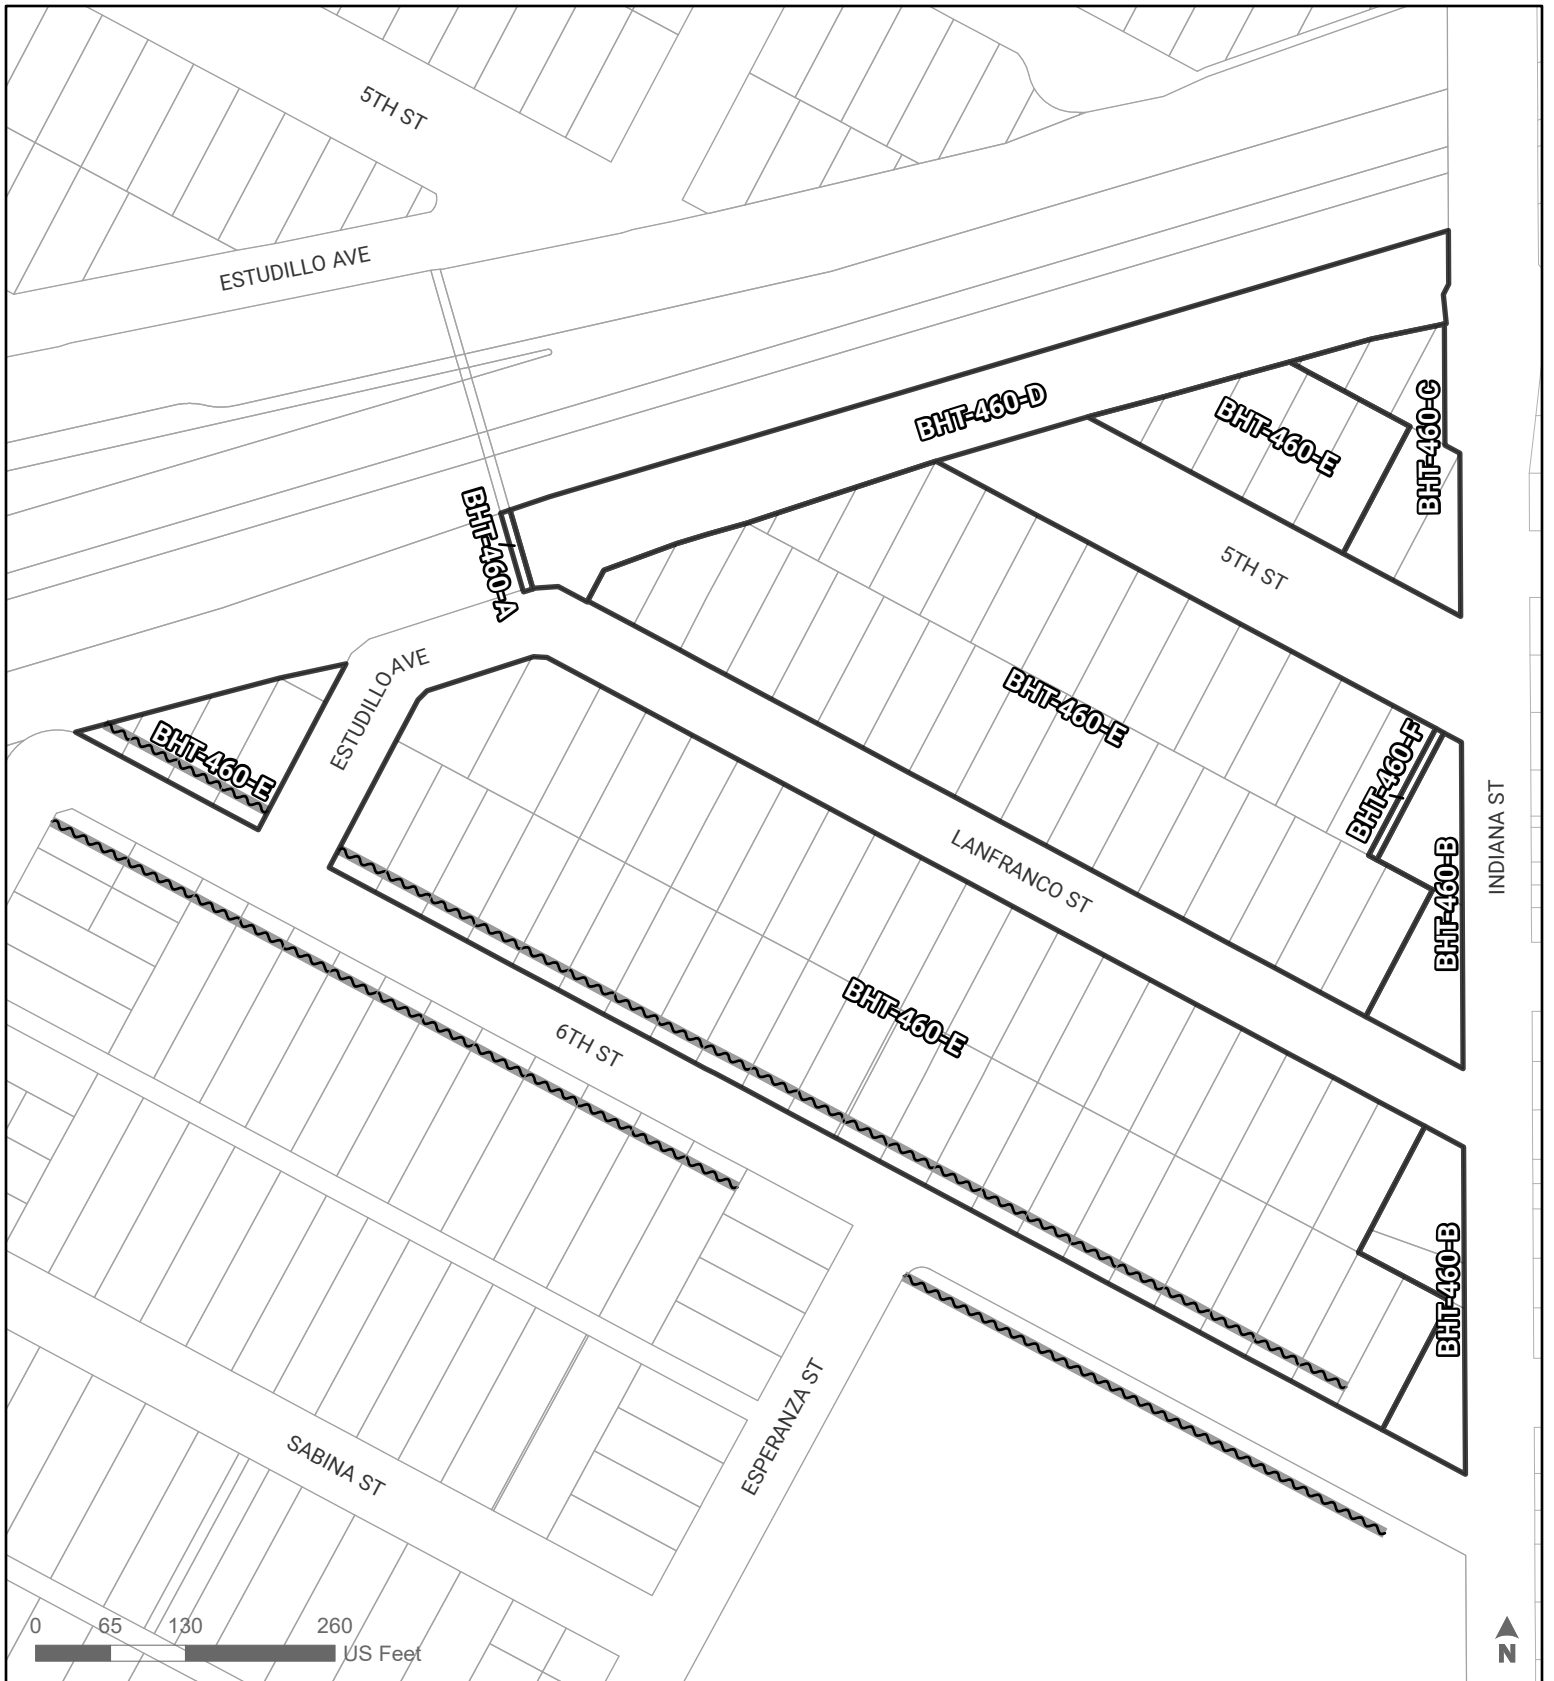 5TH ST
ESTUDILLO AVE
BHT-460-D
BHT-460-E
BHT-460-C
BHT-460-A
5TH ST
ESTUDILLO AVE
BHT-460-E
BHT-460-E
BHT-460-F
INDIANA ST
LANFRANCO ST
BHT-460-B
BHT-460-E
6TH ST
BHT-460-B
ESPERANZA ST
SABINA ST
0 65 130 260
US Feet
N